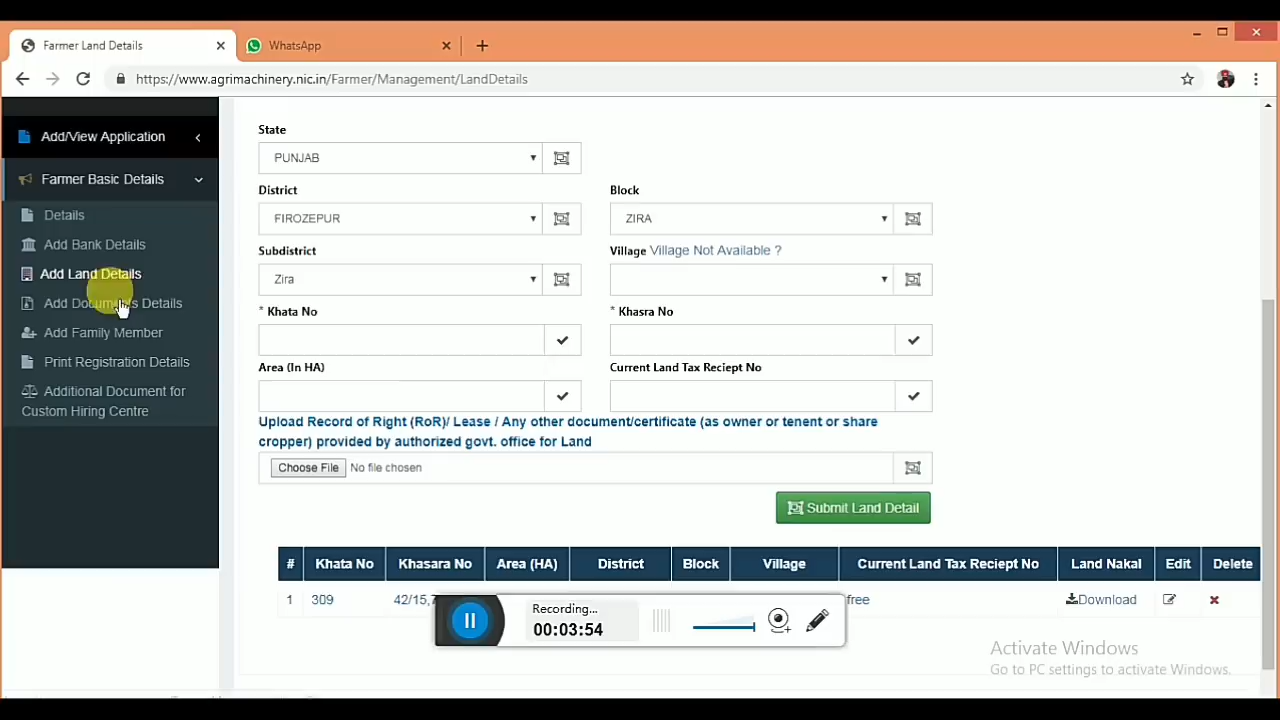 Farmer Land Details
WhatsApp
https://www.agrimachinery.nic.in/Farmer/Management/LandDetails
Add/View Application
Farmer Basic Details
Details
Add Bank Details
Add Land Details
Add Documents Details
Add Family Member
Print Registration Details
Additional Document for
Custom Hiring Centre
State
PUNJAB
District
Block
FIROZEPUR
ZIRA
Subdistrict
Village Village Not Available ?
Zira
* Khata No
* Khasra No
Area (In HA)
Current Land Tax Reciept No
Upload Record of Right (RoR)/ Lease / Any other document/certificate (as owner or tenent or share
cropper) provided by authorized govt. office for Land
Choose File No file chosen
Submit Land Detail
# Khata No Khasara No Area (HA) District Block Village Current Land Tax Reciept No Land Nakal Edit Delete
1 309 42/15, free Download
Recording...
00:03:54
Activate Windows
Go to PC settings to activate Windows.